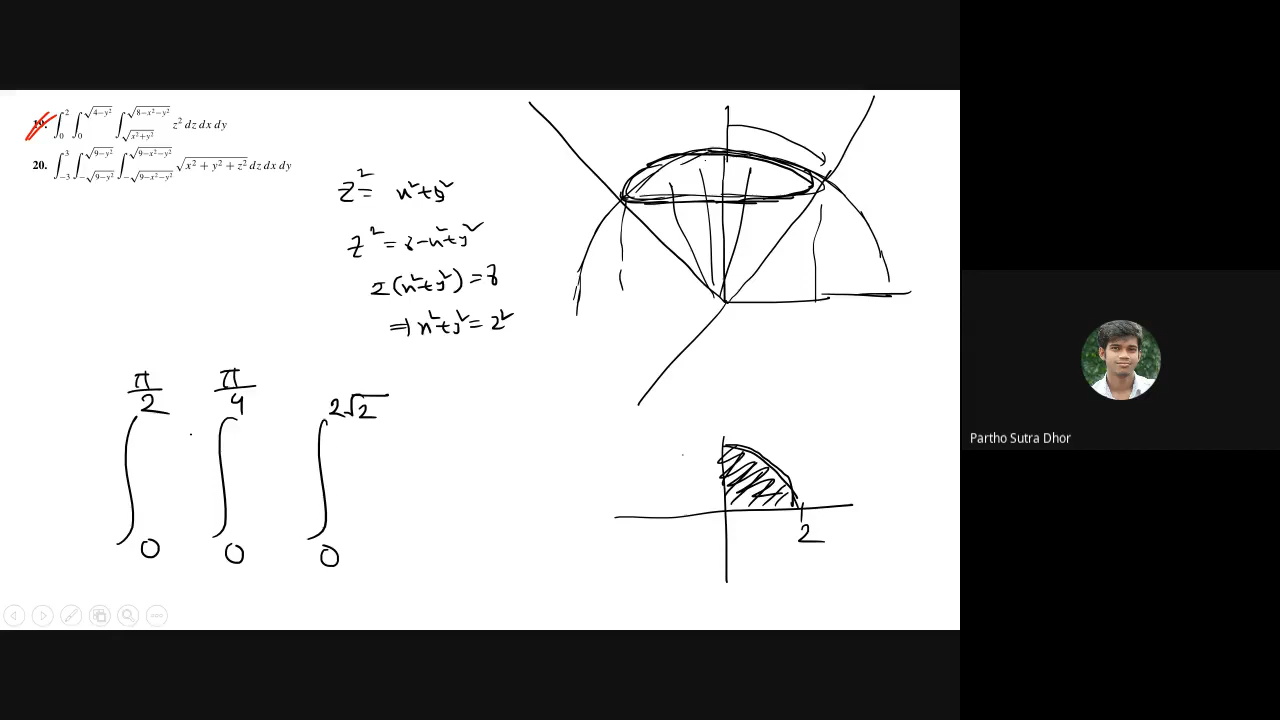 19. ∫₀² ∫₀^√(4−y²) ∫_√(x²+y²)^√(8−x²−y²) z² dz dx dy
20. ∫₋₃³ ∫_−√(9−y²)^√(9−y²) ∫_−√(9−x²−y²)^√(9−x²−y²) √(x² + y² + z²) dz dx dy
z² = x²+y²
z² = 8−x²+y²
2(x²+y²) = 8
⇒ x²+y² = 2²
∫₀^(π/2) ∫₀^(π/4) ∫₀^(2√2)
2
Partho Sutra Dhor